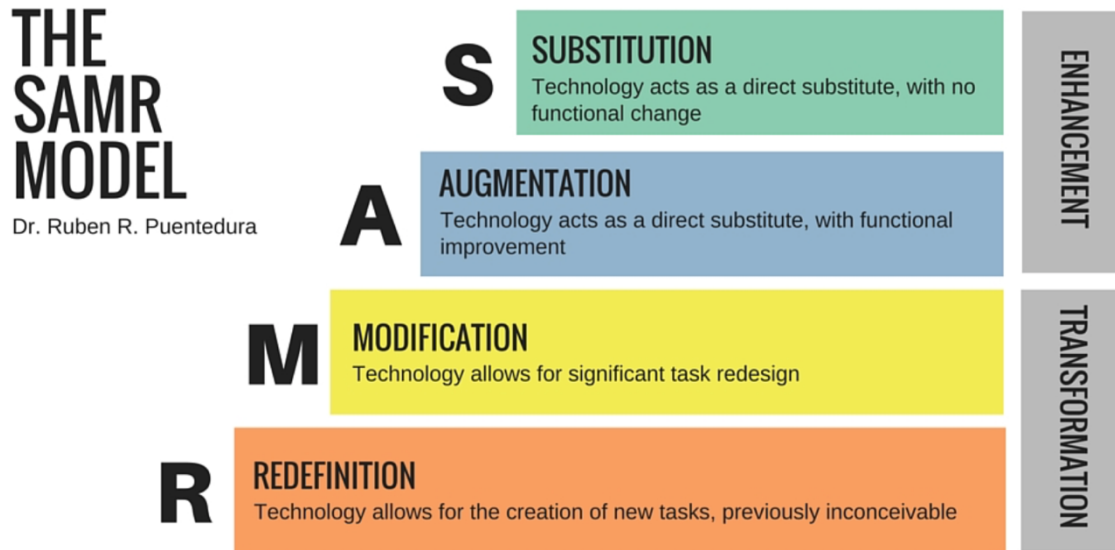 THE
SAMR
MODEL
Dr. Ruben R. Puentedura
S
SUBSTITUTION
Technology acts as a direct substitute, with no
functional change
A
AUGMENTATION
Technology acts as a direct substitute, with functional
improvement
ENHANCEMENT
M
MODIFICATION
Technology allows for significant task redesign
R
REDEFINITION
Technology allows for the creation of new tasks, previously inconceivable
TRANSFORMATION